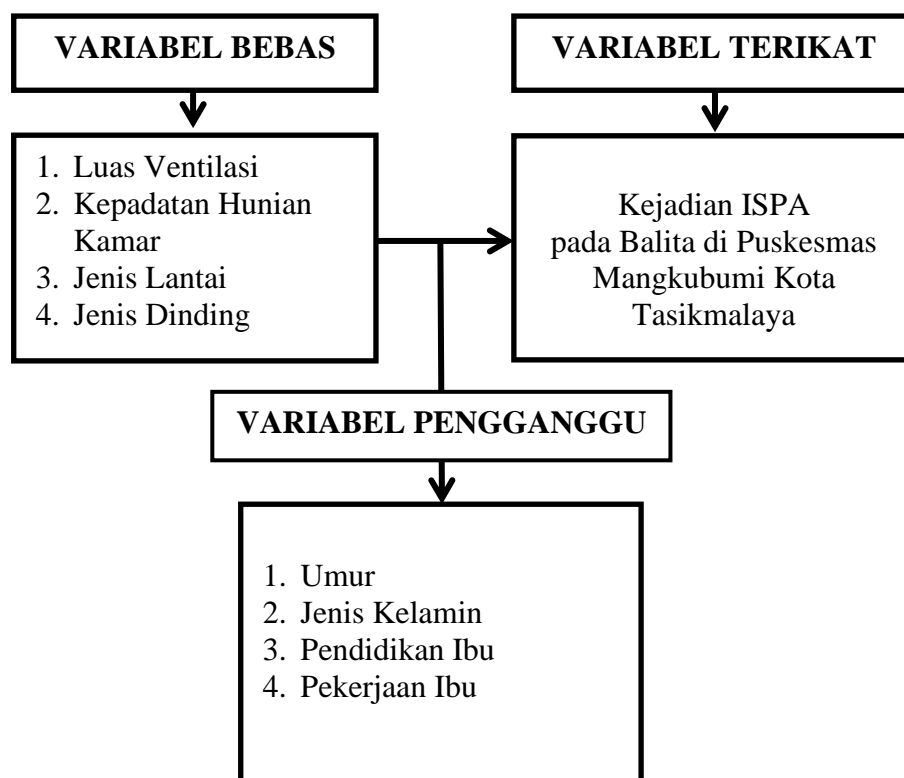 VARIABEL BEBAS
VARIABEL TERIKAT
1. Luas Ventilasi
2. Kepadatan Hunian
Kamar
3. Jenis Lantai
4. Jenis Dinding
Kejadian ISPA
pada Balita di Puskesmas
Mangkubumi Kota
Tasikmalaya
VARIABEL PENGGANGGU
1. Umur
2. Jenis Kelamin
3. Pendidikan Ibu
4. Pekerjaan Ibu